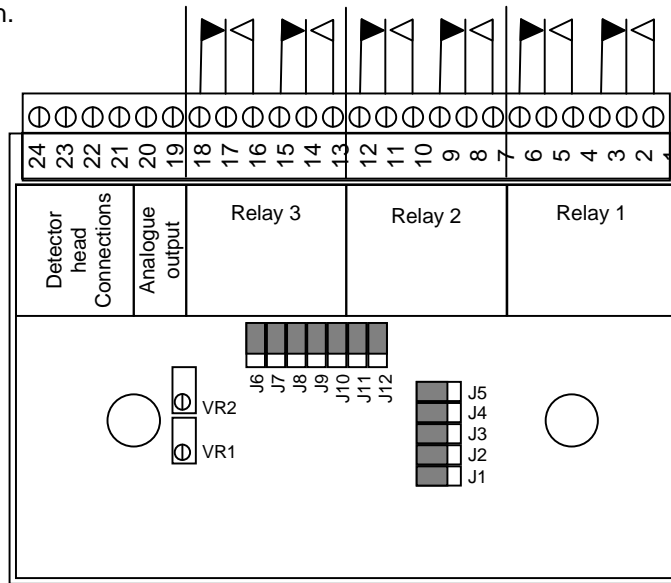 n.
24 23 22 21 20 19 18 17 16 15 14 13 12 11 10 9 8 7 6 5 4 3 2 1
Detector
head
Connections
Analogue
output
Relay 3
Relay 2
Relay 1
J6 J7 J8 J9 J10 J11 J12
VR2
VR1
J5
J4
J3
J2
J1